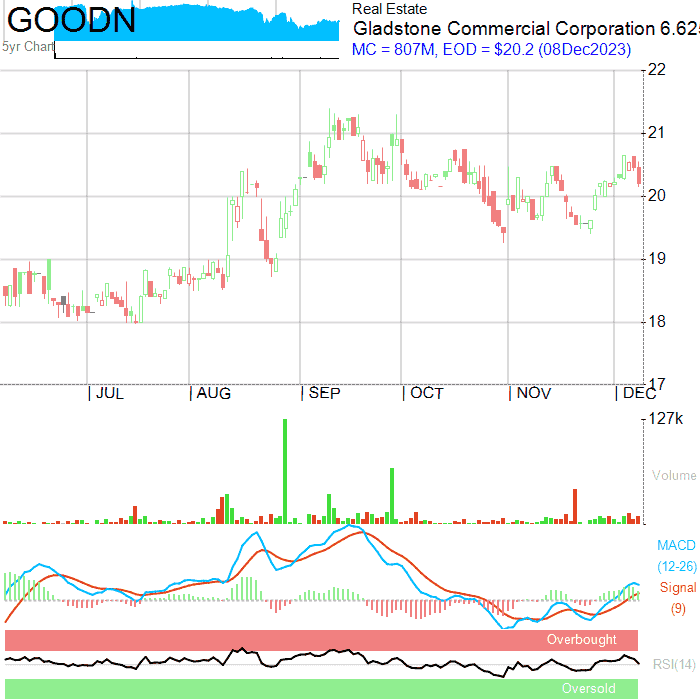 GOODN
5yr Chart
Real Estate
Gladstone Commercial Corporation 6.62
MC = 807M, EOD = $20.2 (08Dec2023)
22
21
20
19
18
17
JUL AUG SEP OCT NOV DEC
127k
Volume
MACD
(12-26)
Signal
(9)
Overbought
RSI(14)
Oversold